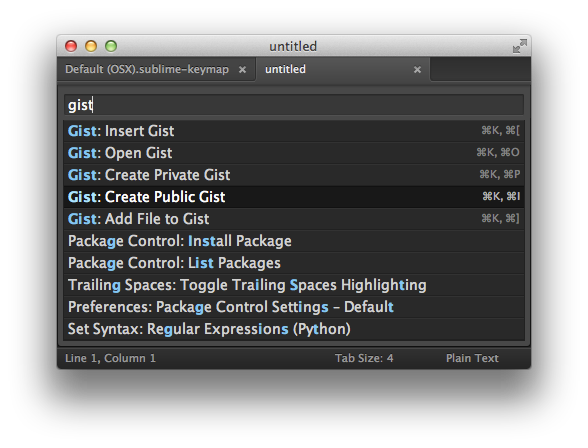 untitled
Default (OSX).sublime-keymap × untitled ×
gist
Gist: Insert Gist ⌘K, ⌘[
Gist: Open Gist ⌘K, ⌘O
Gist: Create Private Gist ⌘K, ⌘P
Gist: Create Public Gist ⌘K, ⌘I
Gist: Add File to Gist ⌘K, ⌘]
Package Control: Install Package
Package Control: List Packages
Trailing Spaces: Toggle Trailing Spaces Highlighting
Preferences: Package Control Settings – Default
Set Syntax: Regular Expressions (Python)
Line 1, Column 1 Tab Size: 4 Plain Text